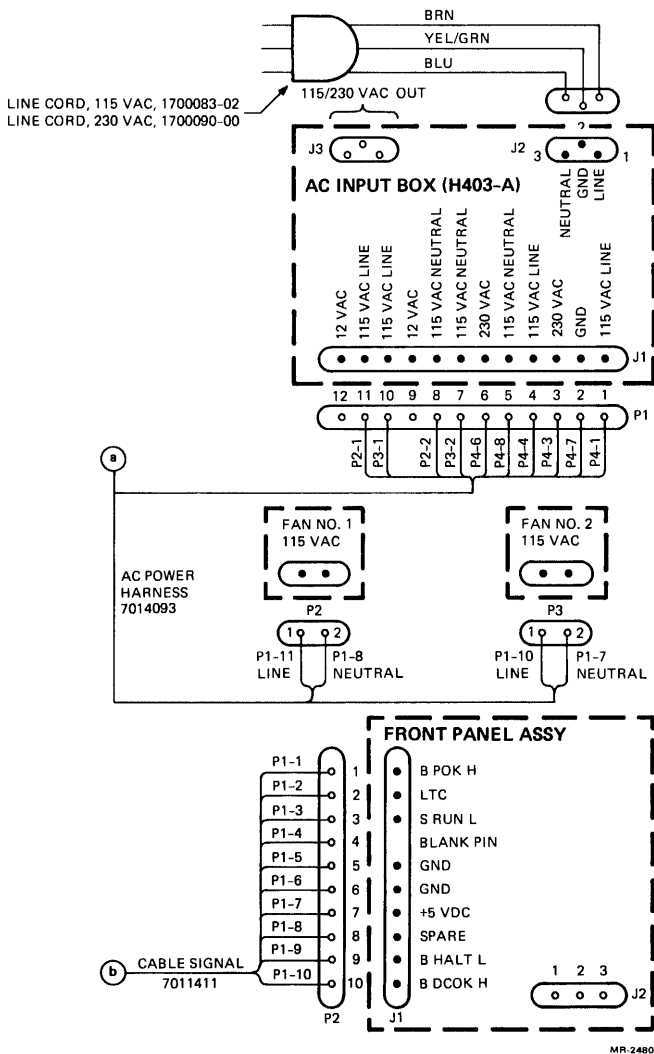 BRN
YEL/GRN
BLU
LINE CORD, 115 VAC, 1700083-02
LINE CORD, 230 VAC, 1700090-00
115/230 VAC OUT
J3
J2
3
2
1
AC INPUT BOX (H403-A)
NEUTRAL
GND
LINE
12 VAC
115 VAC LINE
115 VAC LINE
12 VAC
115 VAC NEUTRAL
115 VAC NEUTRAL
230 VAC
115 VAC NEUTRAL
115 VAC LINE
230 VAC
GND
115 VAC LINE
J1
12 11 10 9 8 7 6 5 4 3 2 1
P1
P2-1
P3-1
P2-2
P3-2
P4-6
P4-8
P4-4
P4-3
P4-7
P4-1
a
FAN NO. 1
115 VAC
FAN NO. 2
115 VAC
AC POWER
HARNESS
7014093
P2
1 2
P1-11
LINE
P1-8
NEUTRAL
P3
1 2
P1-10
LINE
P1-7
NEUTRAL
FRONT PANEL ASSY
P1-1 1 B POK H
P1-2 2 LTC
P1-3 3 S RUN L
P1-4 4 BLANK PIN
P1-5 5 GND
P1-6 6 GND
P1-7 7 +5 VDC
P1-8 8 SPARE
P1-9 9 B HALT L
P1-10 10 B DCOK H
b
CABLE SIGNAL
7011411
1 2 3
J2
P2
J1
MR-2480